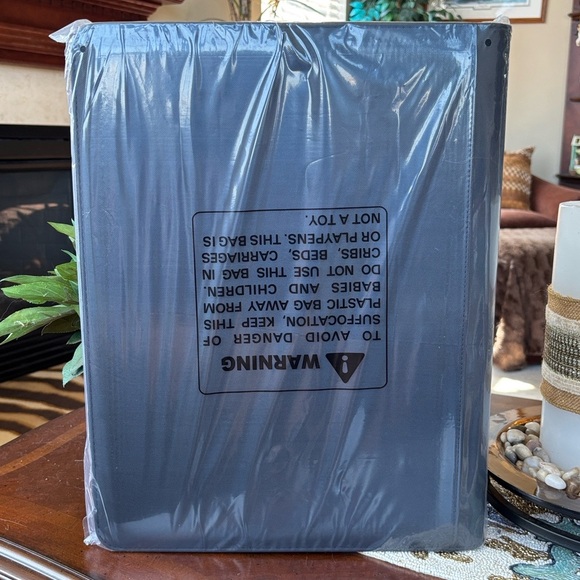 WARNING
TO AVOID DANGER OF
SUFFOCATION, KEEP THIS
PLASTIC BAG AWAY FROM
BABIES AND CHILDREN.
DO NOT USE THIS BAG IN
CRIBS, BEDS, CARRIAGES
OR PLAYPENS. THIS BAG IS
NOT A TOY.